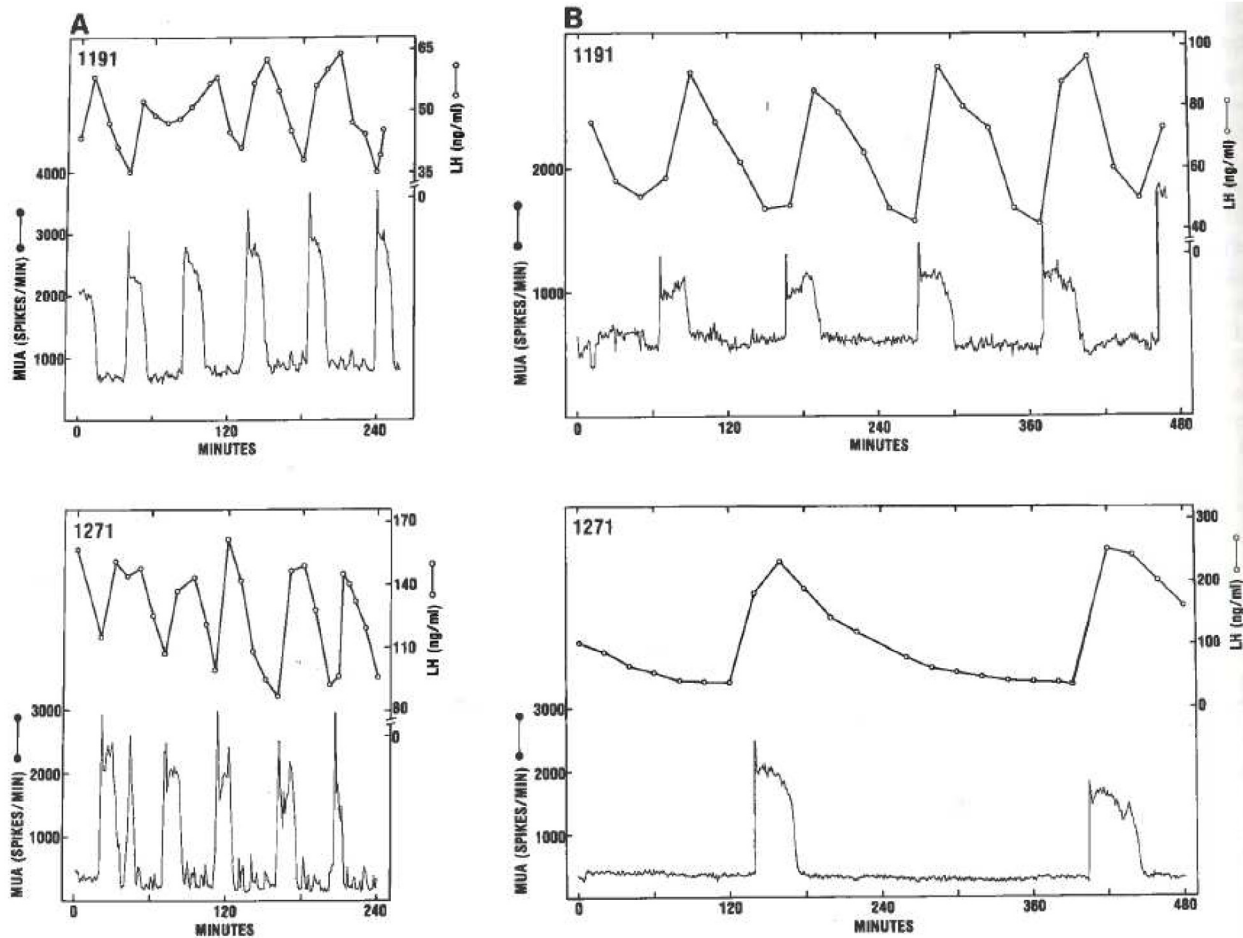 A
1191
65
50
35
0
LH (ng/ml)
4000
3000
2000
1000
MUA (SPIKES/MIN)
0 120 240
MINUTES
B
1191
100
80
60
40
0
LH (ng/ml)
2000
1000
MUA (SPIKES/MIN)
0 120 240 360 480
MINUTES
1271
170
140
110
80
0
LH (ng/ml)
3000
2000
1000
MUA (SPIKES/MIN)
0 120 240
MINUTES
1271
300
200
100
0
LH (ng/ml)
3000
2000
1000
MUA (SPIKES/MIN)
0 120 240 360 480
MINUTES